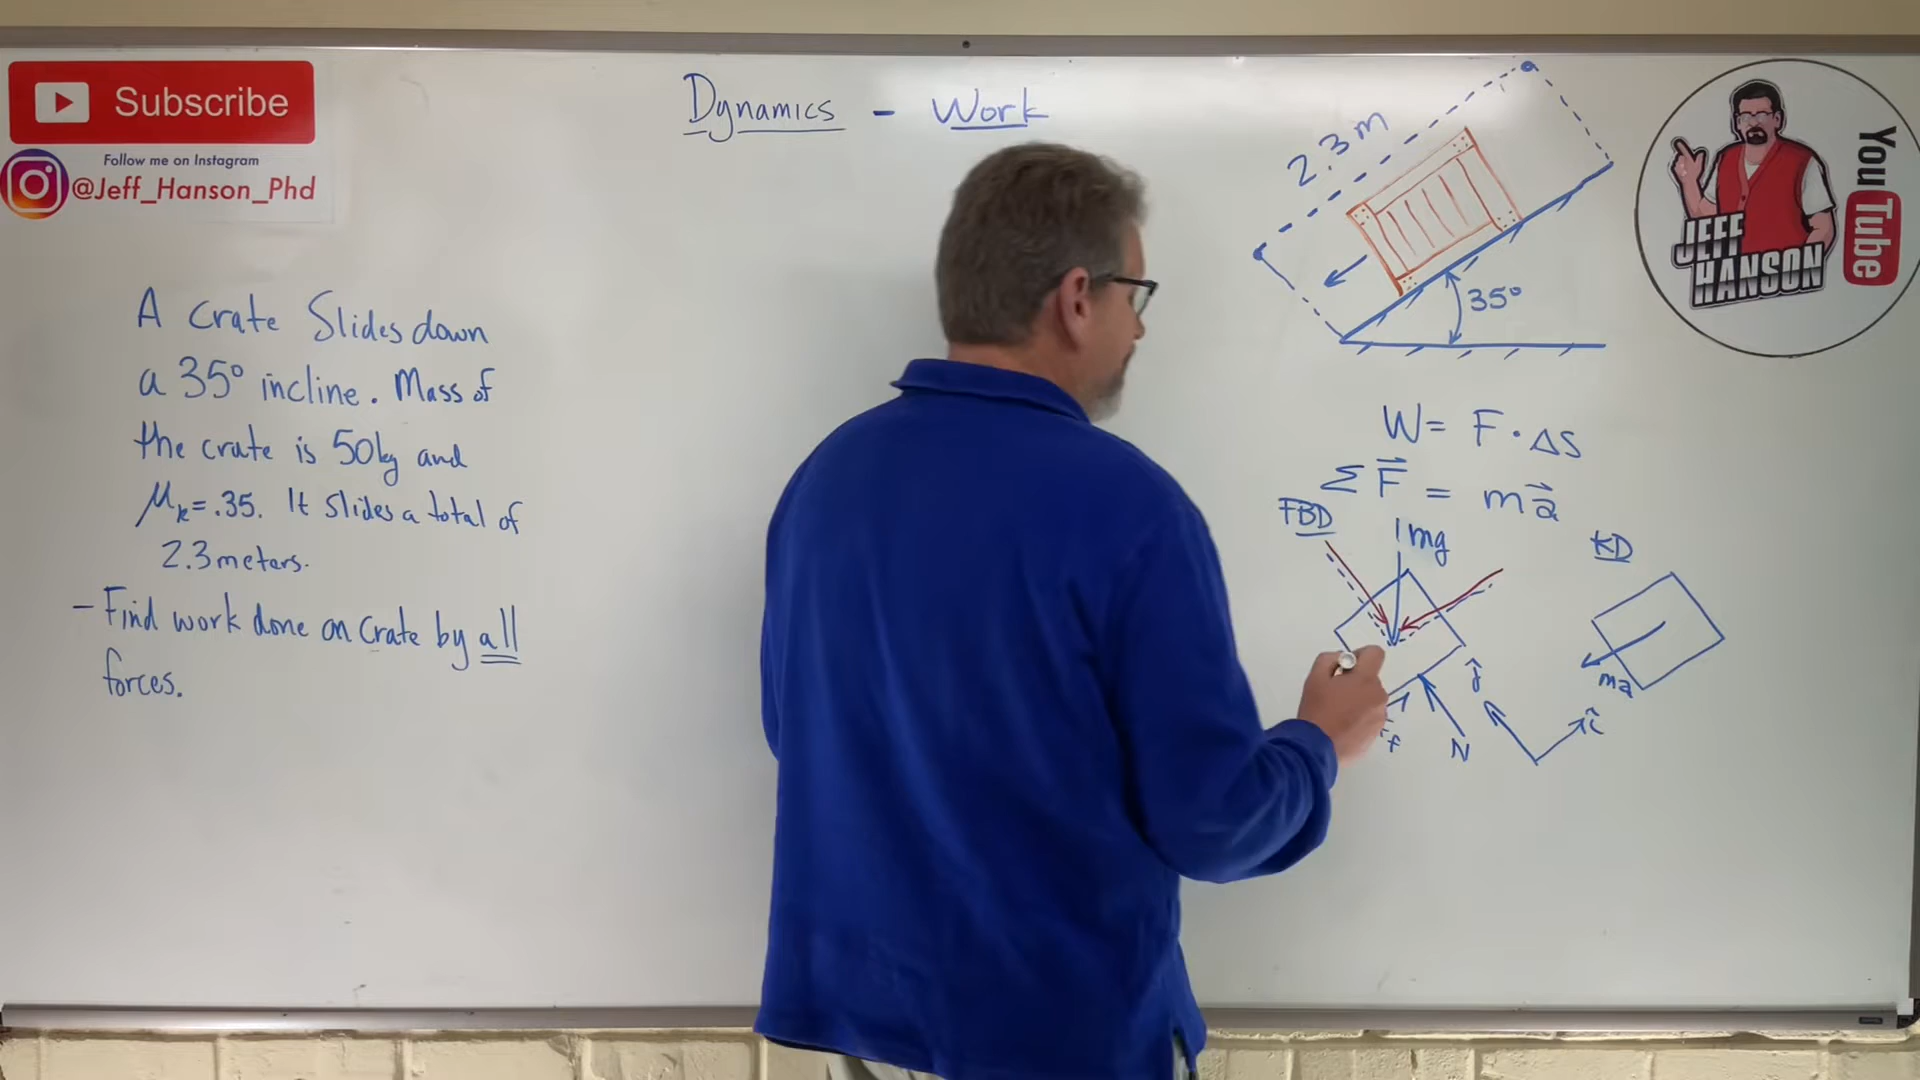 Subscribe
Follow me on Instagram
@Jeff_Hanson_Phd
Dynamics - Work
A Crate Slides down
a 35° incline. Mass of
the crate is 50kg and
μk=.35. It slides a total of
2.3 meters.
- Find work done on crate by all
forces.
2.3m
35°
W= F·ΔS
ΣF⃗ = ma⃗
FBD
mg
KD
ma
ĵ
î
f
N
JEFF
HANSON
YouTube